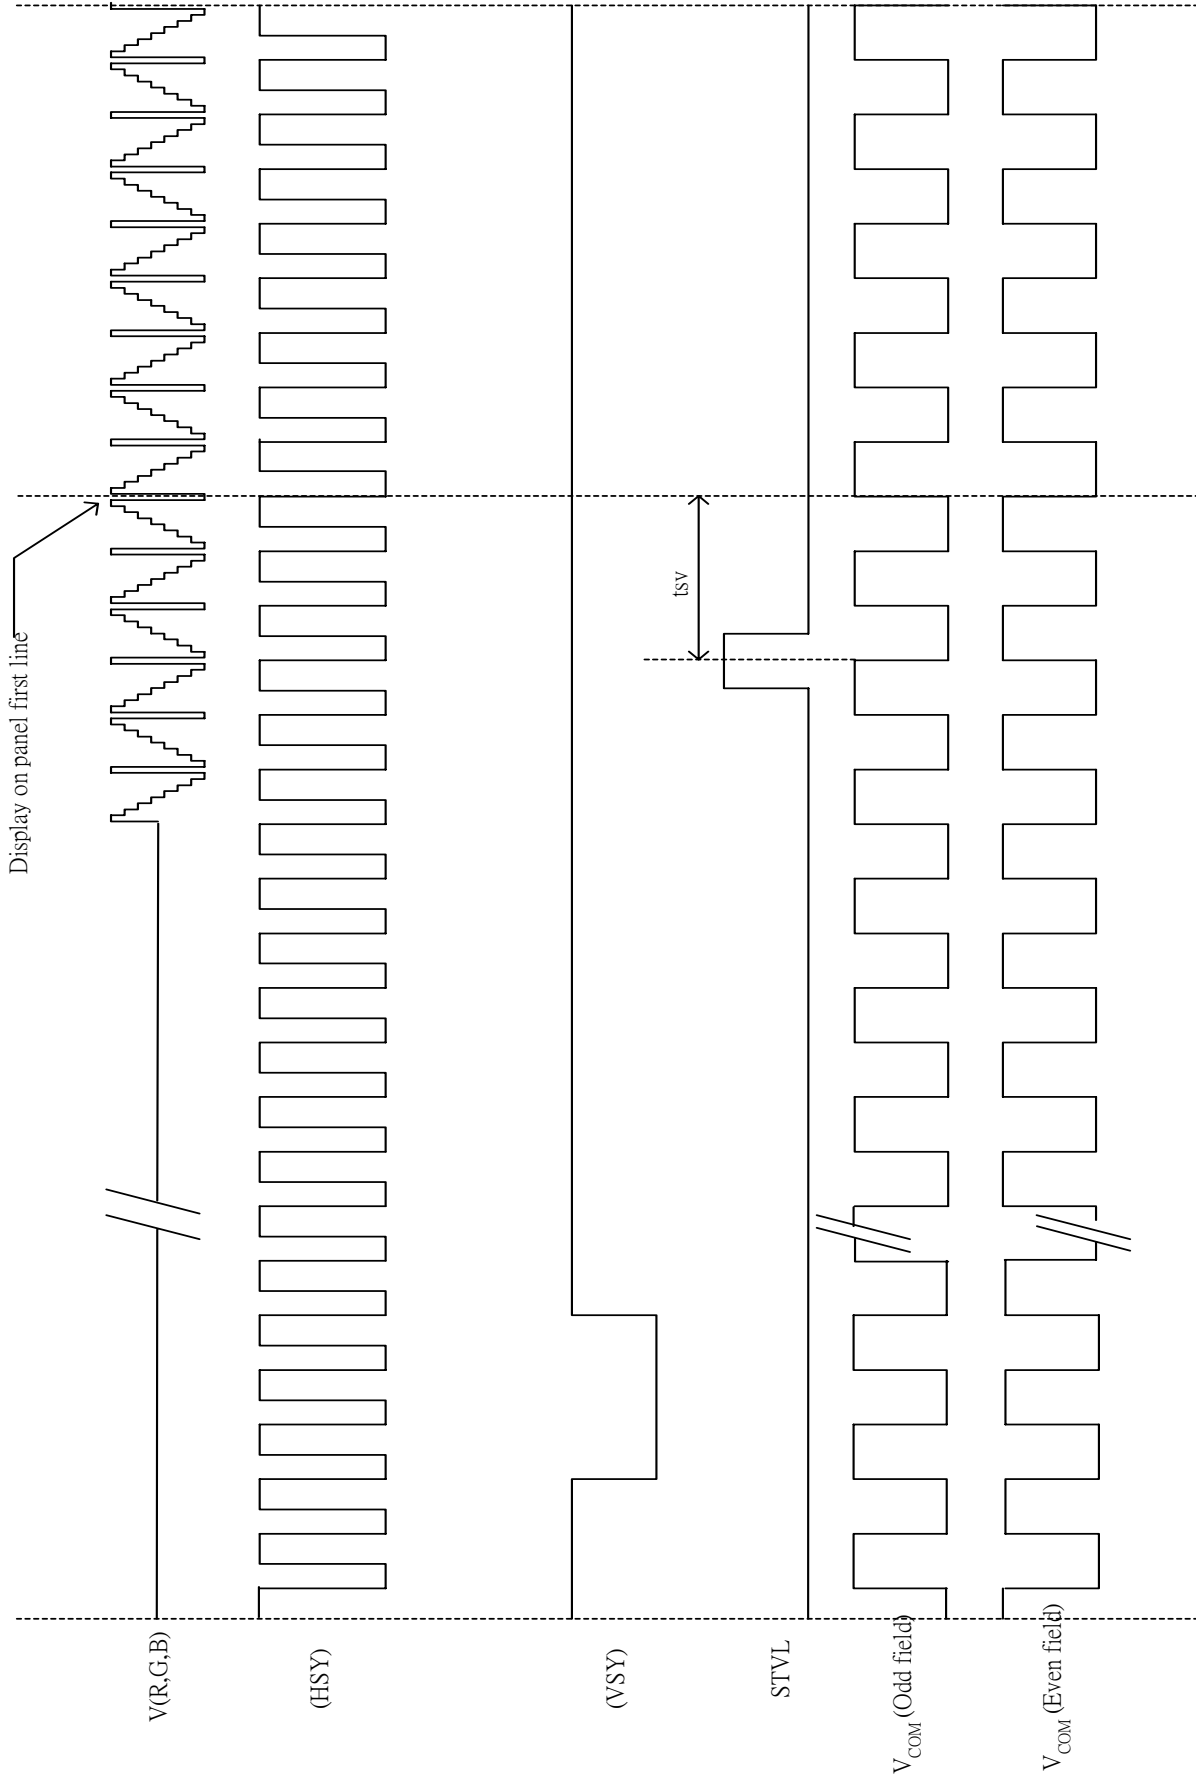 Display on panel first line
V(R,G,B)
(HSY)
(VSY)
tsv
STVL
VCOM (Odd field)
VCOM (Even field)